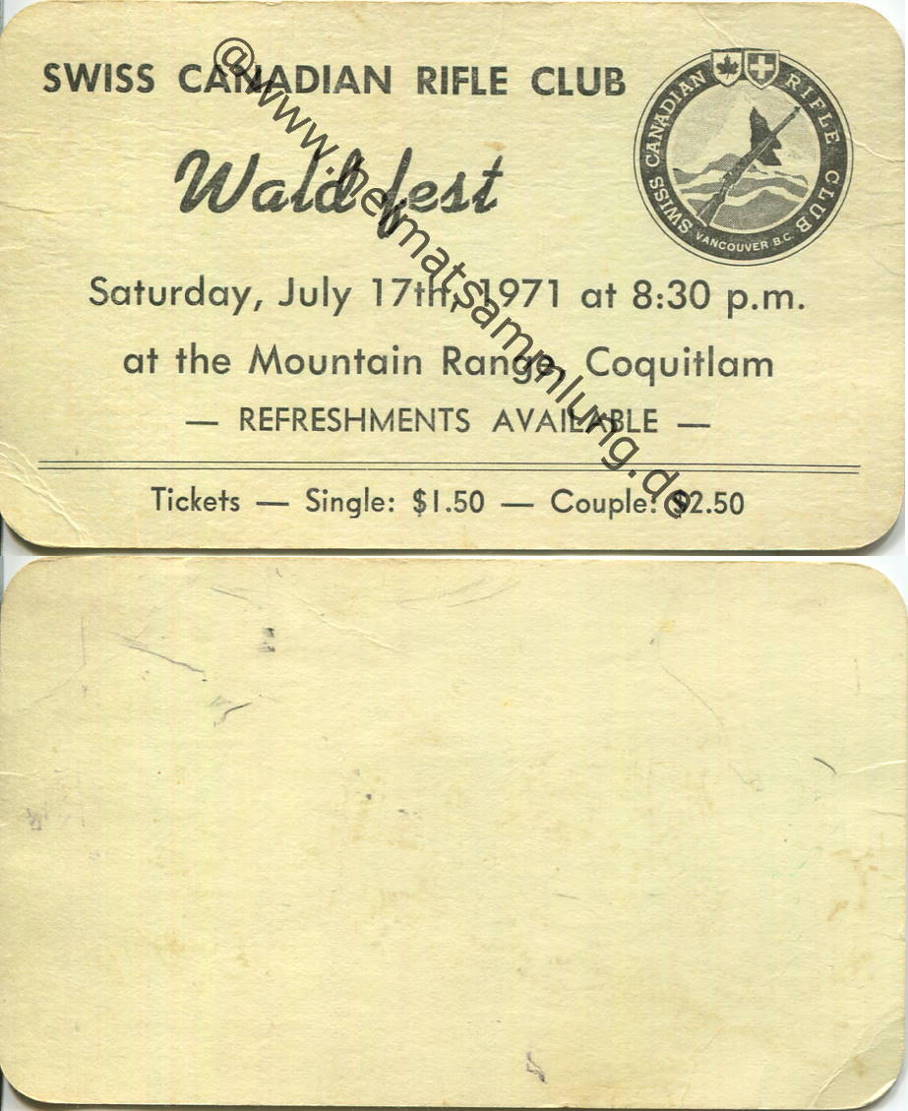 SWISS CANADIAN RIFLE CLUB
SWISS CANADIAN RIFLE CLUB
VANCOUVER B.C.
Waldfest
Saturday, July 17th, 1971 at 8:30 p.m.
at the Mountain Range, Coquitlam
— REFRESHMENTS AVAILABLE —
Tickets — Single: $1.50 — Couple: $2.50
@www.heimatsammlung.de